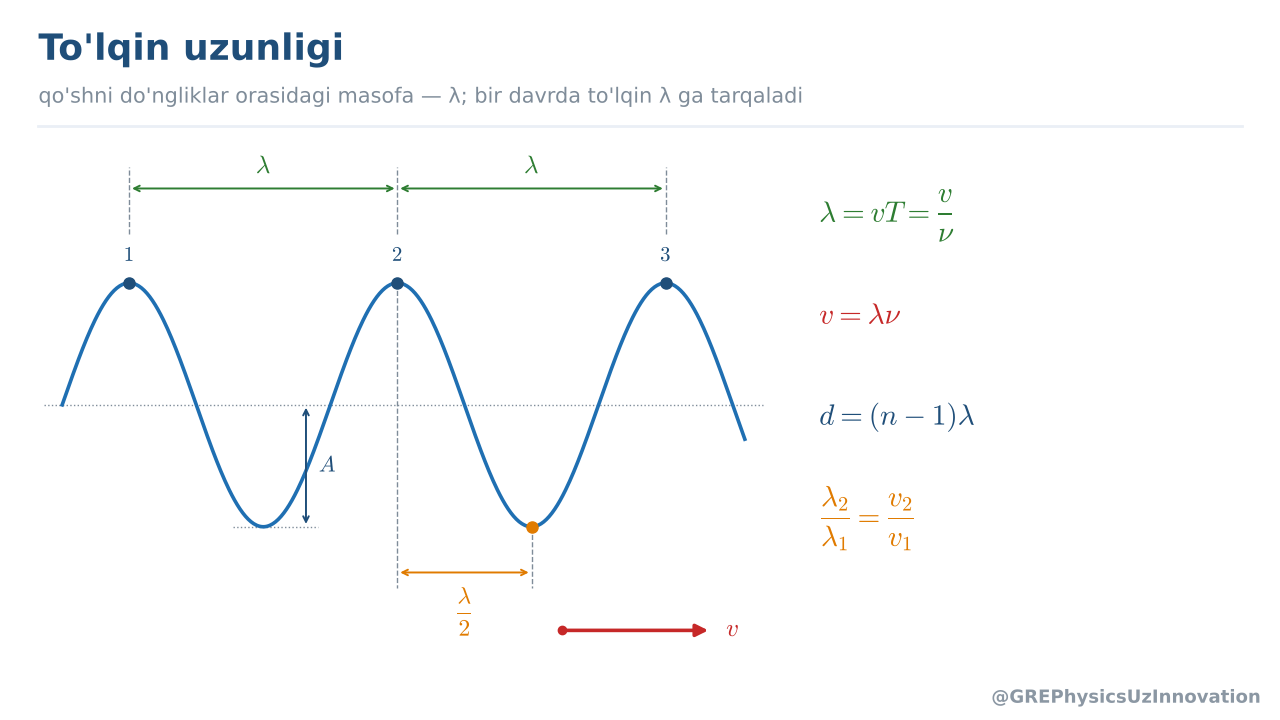 To'lqin uzunligi
qo'shni do'ngliklar orasidagi masofa — λ; bir davrda to'lqin λ ga tarqaladi
λ λ
1 2 3
A
λ/2
v
λ = vT = v/ν
v = λν
d = (n − 1)λ
λ₂/λ₁ = v₂/v₁
@GREPhysicsUzInnovation